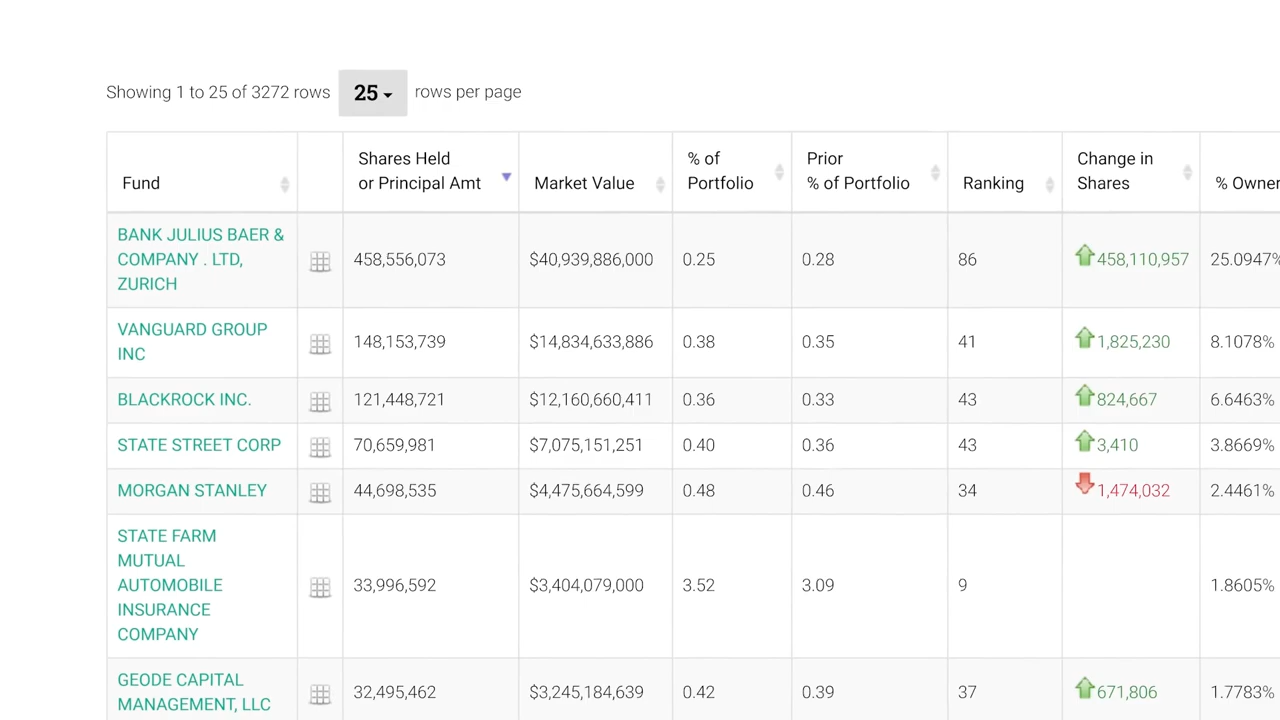 Showing 1 to 25 of 3272 rows 25 rows per page
Fund Shares Held or Principal Amt Market Value % of Portfolio Prior % of Portfolio Ranking Change in Shares % Owner
BANK JULIUS BAER & COMPANY . LTD, ZURICH 458,556,073 $40,939,886,000 0.25 0.28 86 458,110,957 25.0947%
VANGUARD GROUP INC 148,153,739 $14,834,633,886 0.38 0.35 41 1,825,230 8.1078%
BLACKROCK INC. 121,448,721 $12,160,660,411 0.36 0.33 43 824,667 6.6463%
STATE STREET CORP 70,659,981 $7,075,151,251 0.40 0.36 43 3,410 3.8669%
MORGAN STANLEY 44,698,535 $4,475,664,599 0.48 0.46 34 1,474,032 2.4461%
STATE FARM MUTUAL AUTOMOBILE INSURANCE COMPANY 33,996,592 $3,404,079,000 3.52 3.09 9 1.8605%
GEODE CAPITAL MANAGEMENT, LLC 32,495,462 $3,245,184,639 0.42 0.39 37 671,806 1.7783%